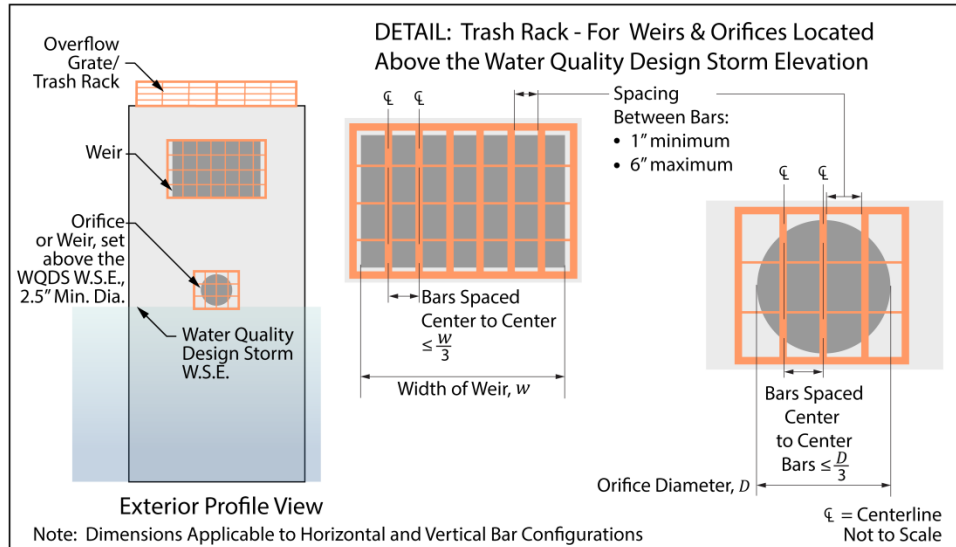 DETAIL: Trash Rack - For Weirs & Orifices Located
Above the Water Quality Design Storm Elevation
Overflow
Grate/
Trash Rack
Weir
Orifice
or Weir, set
above the
WQDS W.S.E.,
2.5” Min. Dia.
Water Quality
Design Storm
W.S.E.
Exterior Profile View
℄ ℄
Spacing
Between Bars:
• 1” minimum
• 6” maximum
℄ ℄
Bars Spaced
Center to Center
≤ w/3
Width of Weir, w
Bars Spaced
Center
to Center
Bars ≤ D/3
Orifice Diameter, D
℄ = Centerline
Not to Scale
Note: Dimensions Applicable to Horizontal and Vertical Bar Configurations